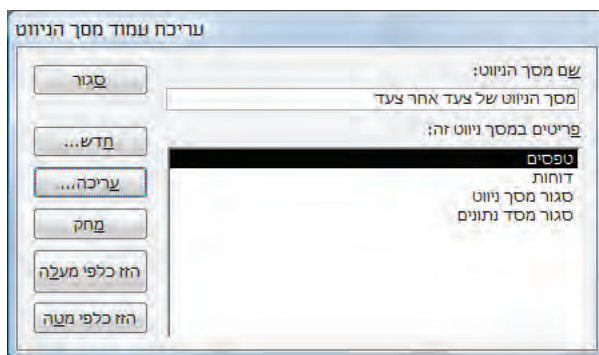 עריכת עמוד מסך הניווט
שם מסך הניווט:
מסך הניווט של צעד אחר צעד
פריטים במסך ניווט זה:
טפסים
דוחות
סגור מסך ניווט
סגור מסד נתונים
סגור
חדש...
עריכה...
מחק
הזז כלפי מעלה
הזז כלפי מטה